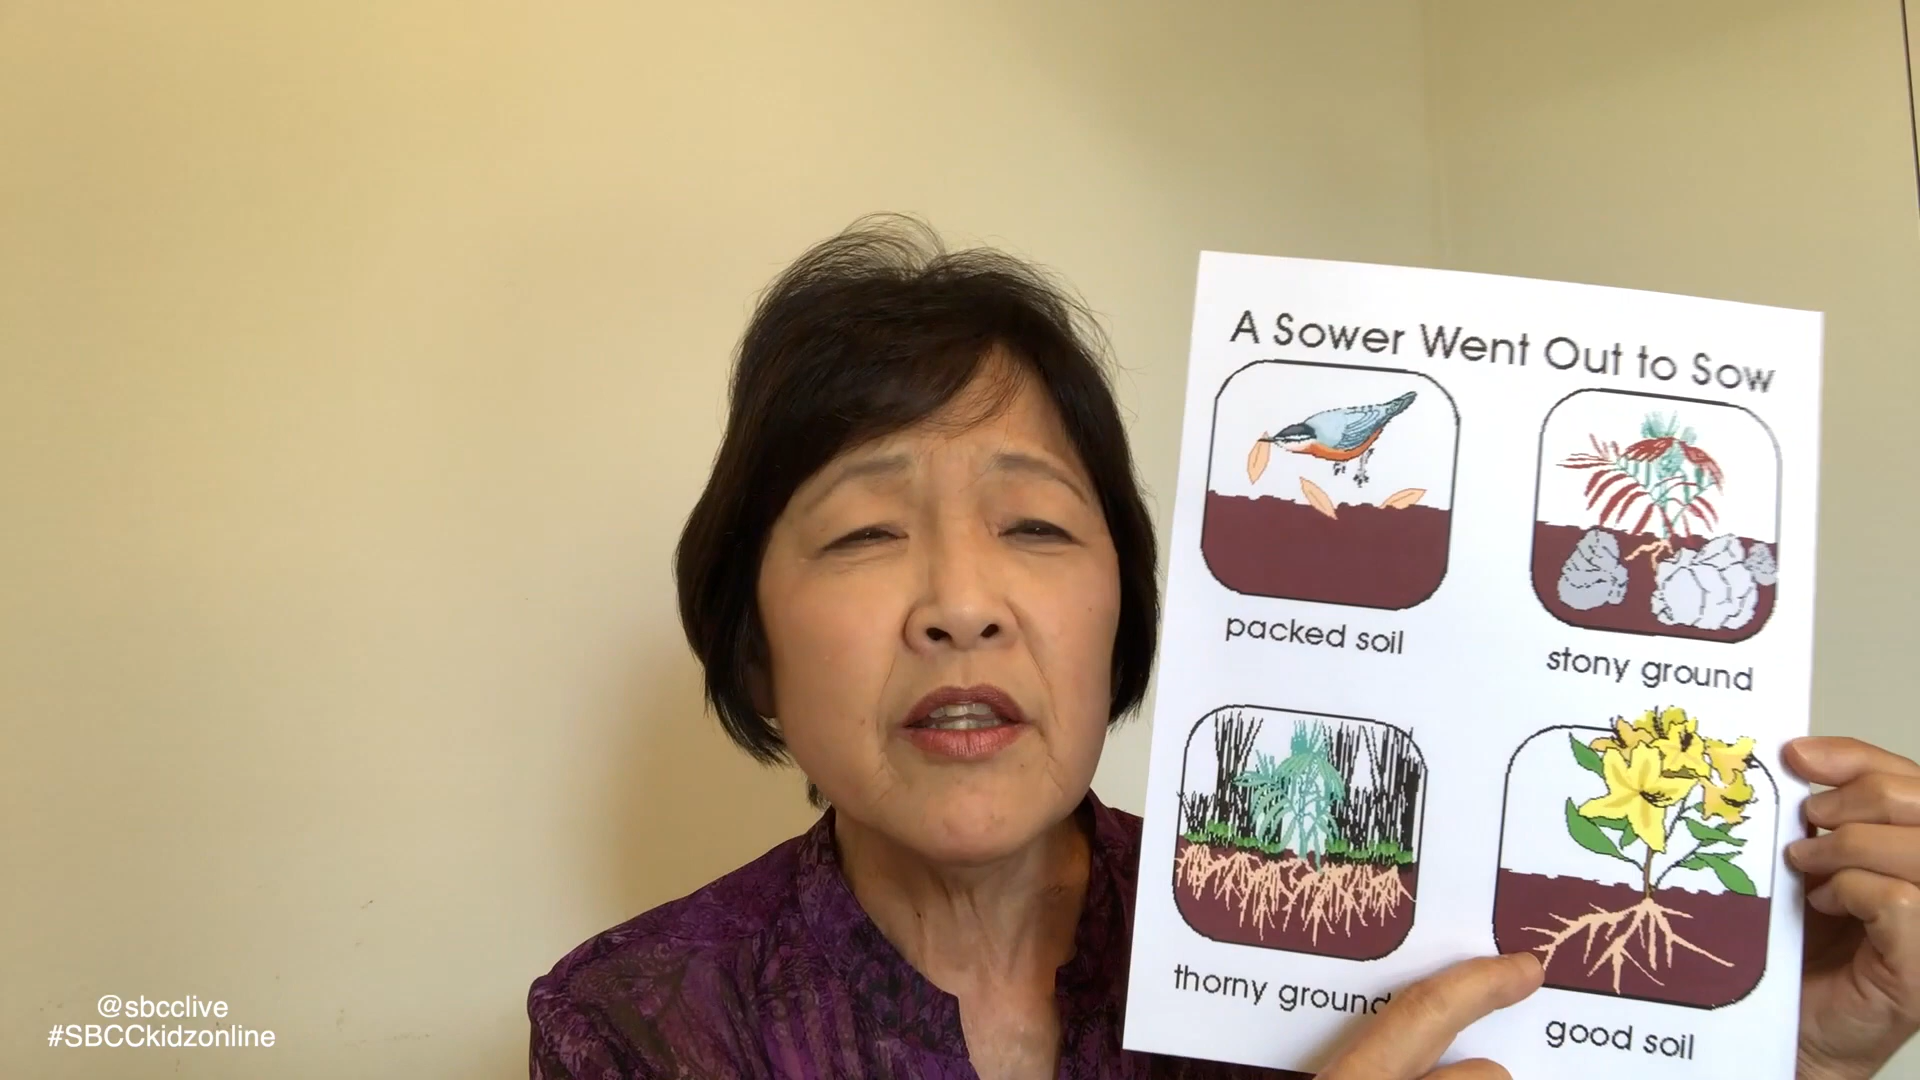 A Sower Went Out to Sow
packed soil
stony ground
thorny ground
good soil
@sbcclive
#SBCCkidzonline